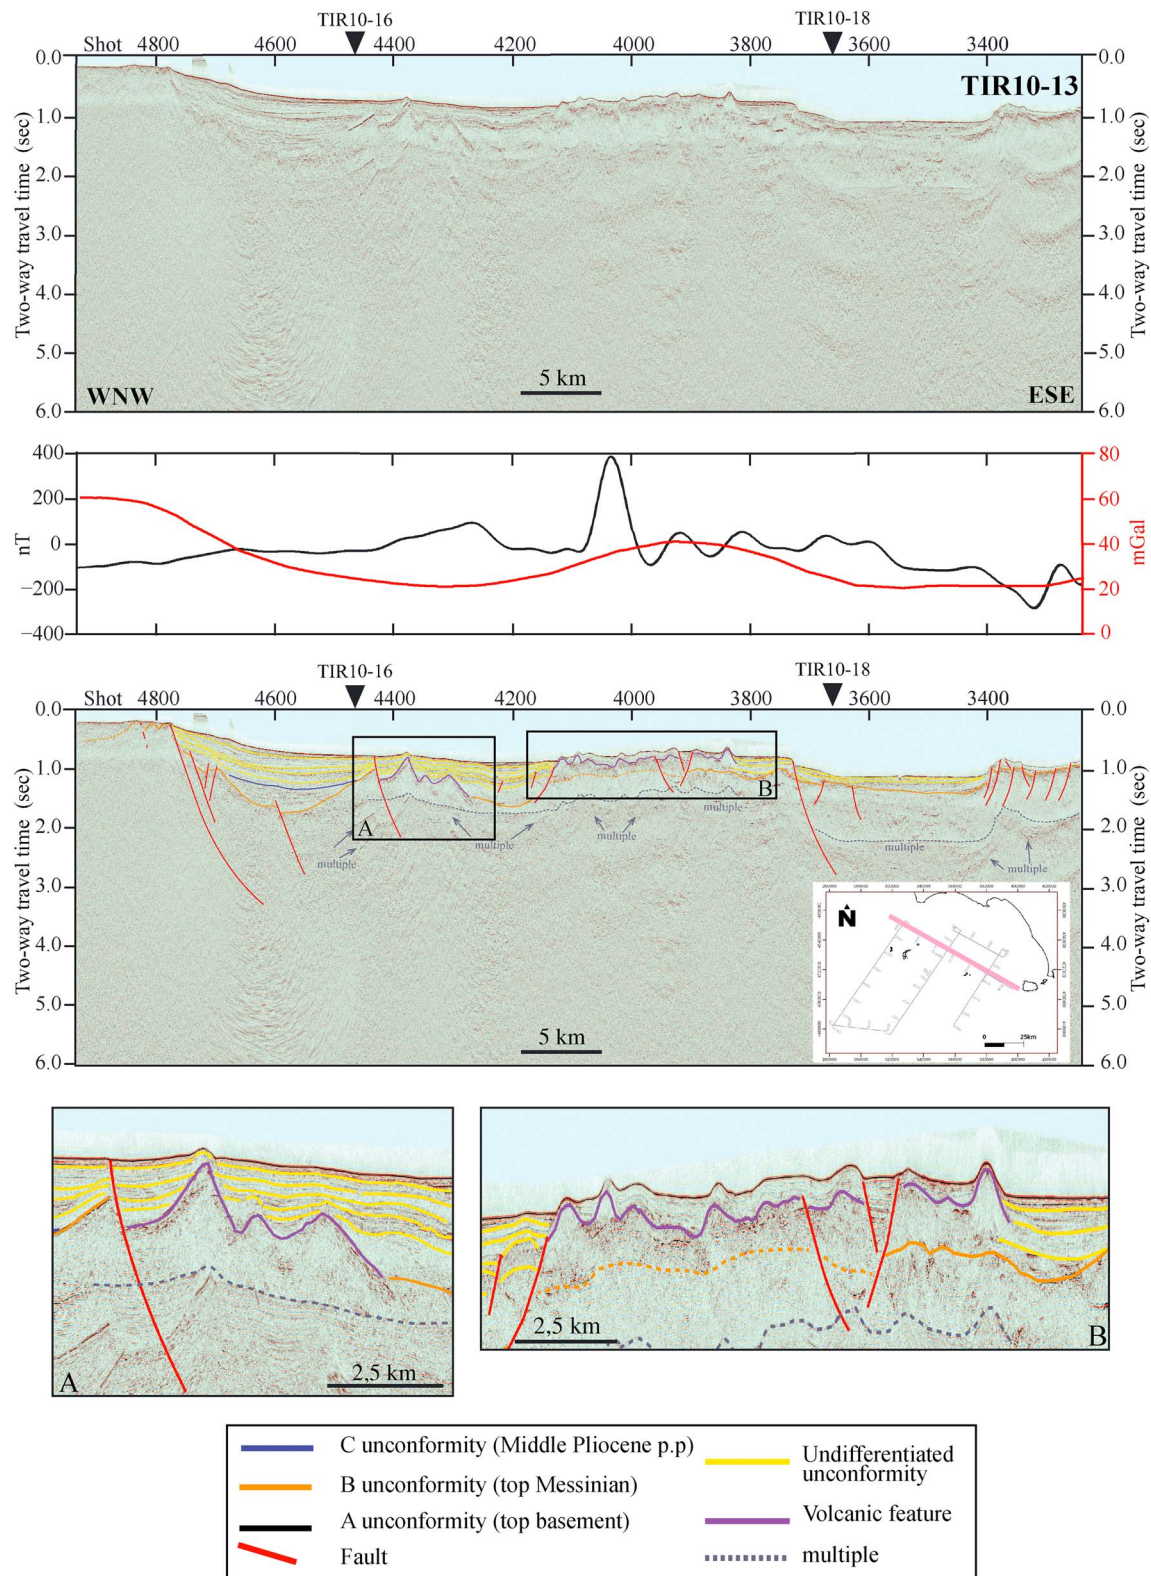 TIR10-16 TIR10-18
Shot 4800 4600 4400 4200 4000 3800 3600 3400
0.0 0.0
TIR10-13
1.0 1.0
2.0 2.0
3.0 3.0
4.0 4.0
5.0 5.0
6.0 6.0
Two-way travel time (sec)
Two-way travel time (sec)
5 km
WNW ESE
400 80
200 60
0 40
−200 20
−400 0
nT
mGal
TIR10-16 TIR10-18
Shot 4800 4600 4400 4200 4000 3800 3600 3400
0.0 0.0
1.0 1.0
2.0 2.0
3.0 3.0
4.0 4.0
5.0 5.0
6.0 6.0
Two-way travel time (sec)
Two-way travel time (sec)
A
B
multiple
multiple
multiple
multiple
multiple
multiple
N
0 25km
5 km
2,5 km
A
2,5 km
B
C unconformity (Middle Pliocene p.p)
B unconformity (top Messinian)
A unconformity (top basement)
Fault
Undifferentiated
unconformity
Volcanic feature
multiple